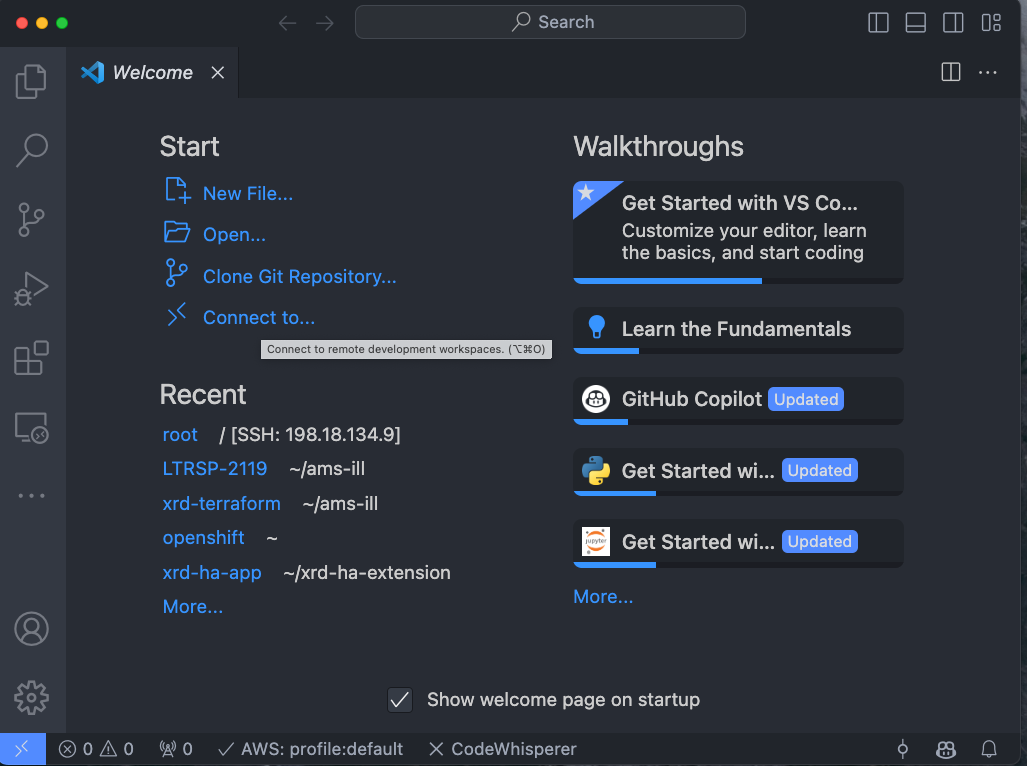 Search
Welcome
Start
New File...
Open...
Clone Git Repository...
Connect to...
Connect to remote development workspaces. (⌥⌘O)
Recent
root / [SSH: 198.18.134.9]
LTRSP-2119 ~/ams-ill
xrd-terraform ~/ams-ill
openshift ~
xrd-ha-app ~/xrd-ha-extension
More...
Walkthroughs
Get Started with VS Co...
Customize your editor, learn
the basics, and start coding
Learn the Fundamentals
GitHub Copilot Updated
Get Started wi... Updated
jupyter
Get Started wi... Updated
More...
Show welcome page on startup
0 0 0 AWS: profile:default CodeWhisperer